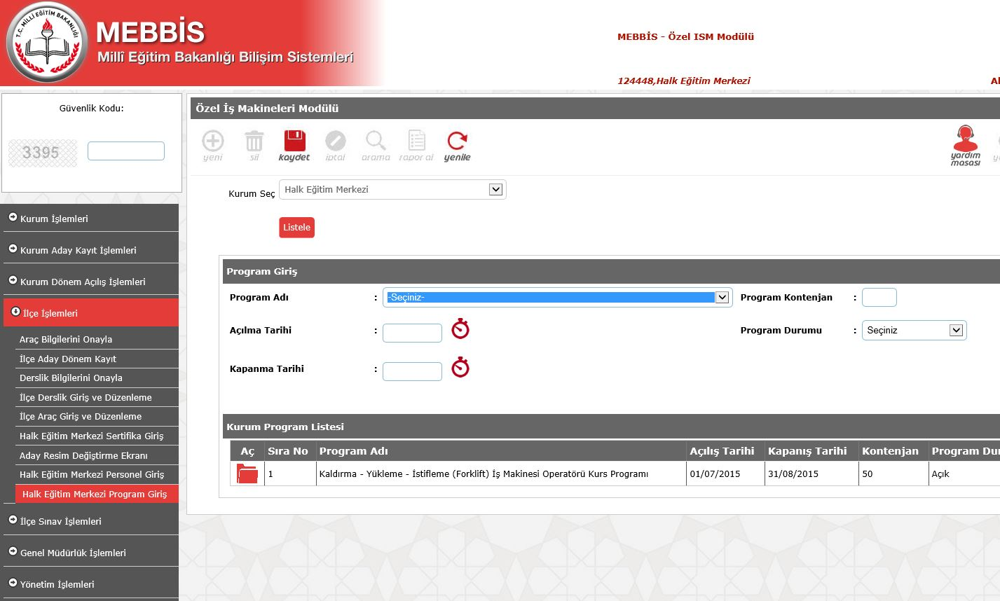 T.C. MİLLÎ EĞİTİM BAKANLIĞI
MEBBİS
Millî Eğitim Bakanlığı Bilişim Sistemleri
MEBBİS - Özel ISM Modülü
124448,Halk Eğitim Merkezi
Güvenlik Kodu:
3395
Kurum İşlemleri
Kurum Aday Kayıt İşlemleri
Kurum Dönem Açılış İşlemleri
İlçe İşlemleri
Araç Bilgilerini Onayla
İlçe Aday Dönem Kayıt
Derslik Bilgilerini Onayla
İlçe Derslik Giriş ve Düzenleme
İlçe Araç Giriş ve Düzenleme
Halk Eğitim Merkezi Sertifika Giriş
Aday Resim Değiştirme Ekranı
Halk Eğitim Merkezi Personel Giriş
Halk Eğitim Merkezi Program Giriş
İlçe Sınav İşlemleri
Genel Müdürlük İşlemleri
Yönetim İşlemleri
Özel İş Makineleri Modülü
yeni sil kaydet iptal arama rapor al yenile yardım masası
Kurum Seç Halk Eğitim Merkezi
Listele
Program Giriş
Program Adı : -Seçiniz- Program Kontenjan :
Açılma Tarihi : Program Durumu : Seçiniz
Kapanma Tarihi :
Kurum Program Listesi
Aç Sıra No Program Adı Açılış Tarihi Kapanış Tarihi Kontenjan Program Du
1 Kaldırma - Yükleme - İstifleme (Forklift) İş Makinesi Operatörü Kurs Programı 01/07/2015 31/08/2015 50 Açık